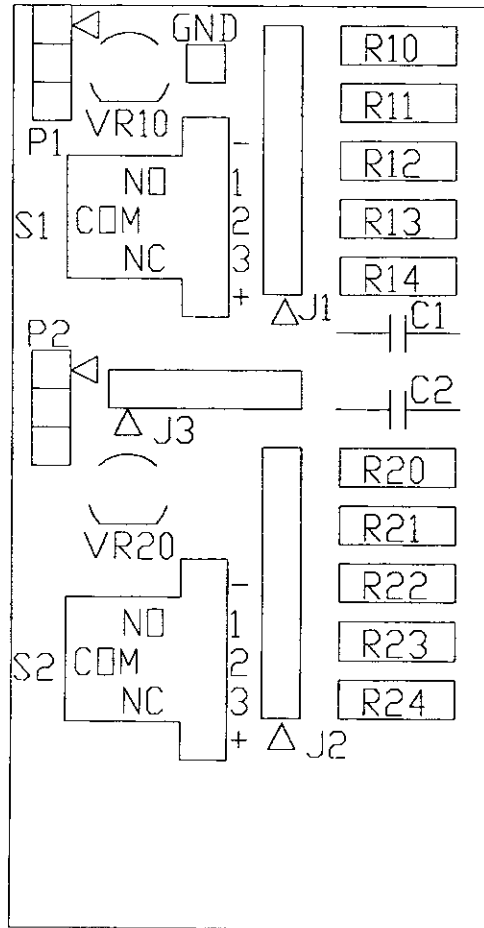 GND
R10
VR10
R11
P1
-
R12
NO
1
S1
COM
2
R13
NC
3
R14
+
J1
C1
P2
C2
J3
R20
VR20
R21
-
R22
NO
1
S2
COM
2
R23
NC
3
R24
+
J2